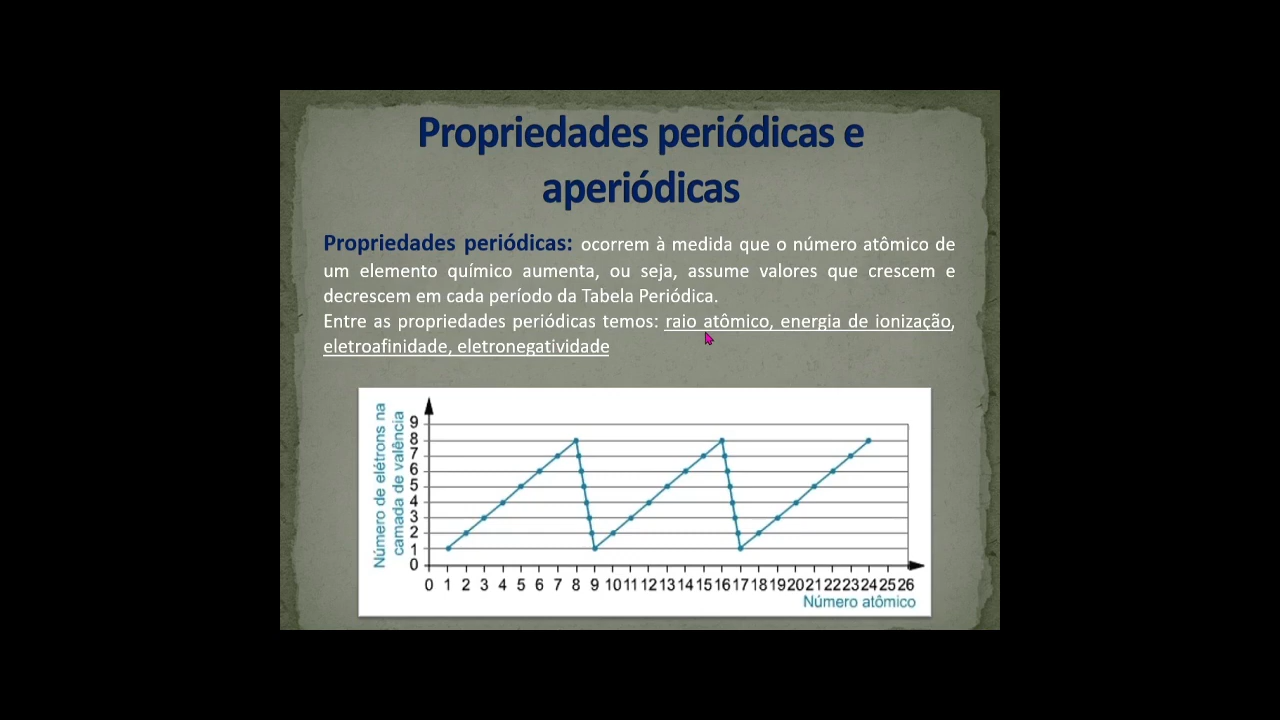 Propriedades periódicas e
aperiódicas
Propriedades periódicas: ocorrem à medida que o número atômico de
um elemento químico aumenta, ou seja, assume valores que crescem e
decrescem em cada período da Tabela Periódica.
Entre as propriedades periódicas temos: raio atômico, energia de ionização,
eletroafinidade, eletronegatividade
Número de elétrons na
camada de valência
9
8
7
6
5
4
3
2
1
0
0 1 2 3 4 5 6 7 8 9 10 11 12 13 14 15 16 17 18 19 20 21 22 23 24 25 26
Número atômico